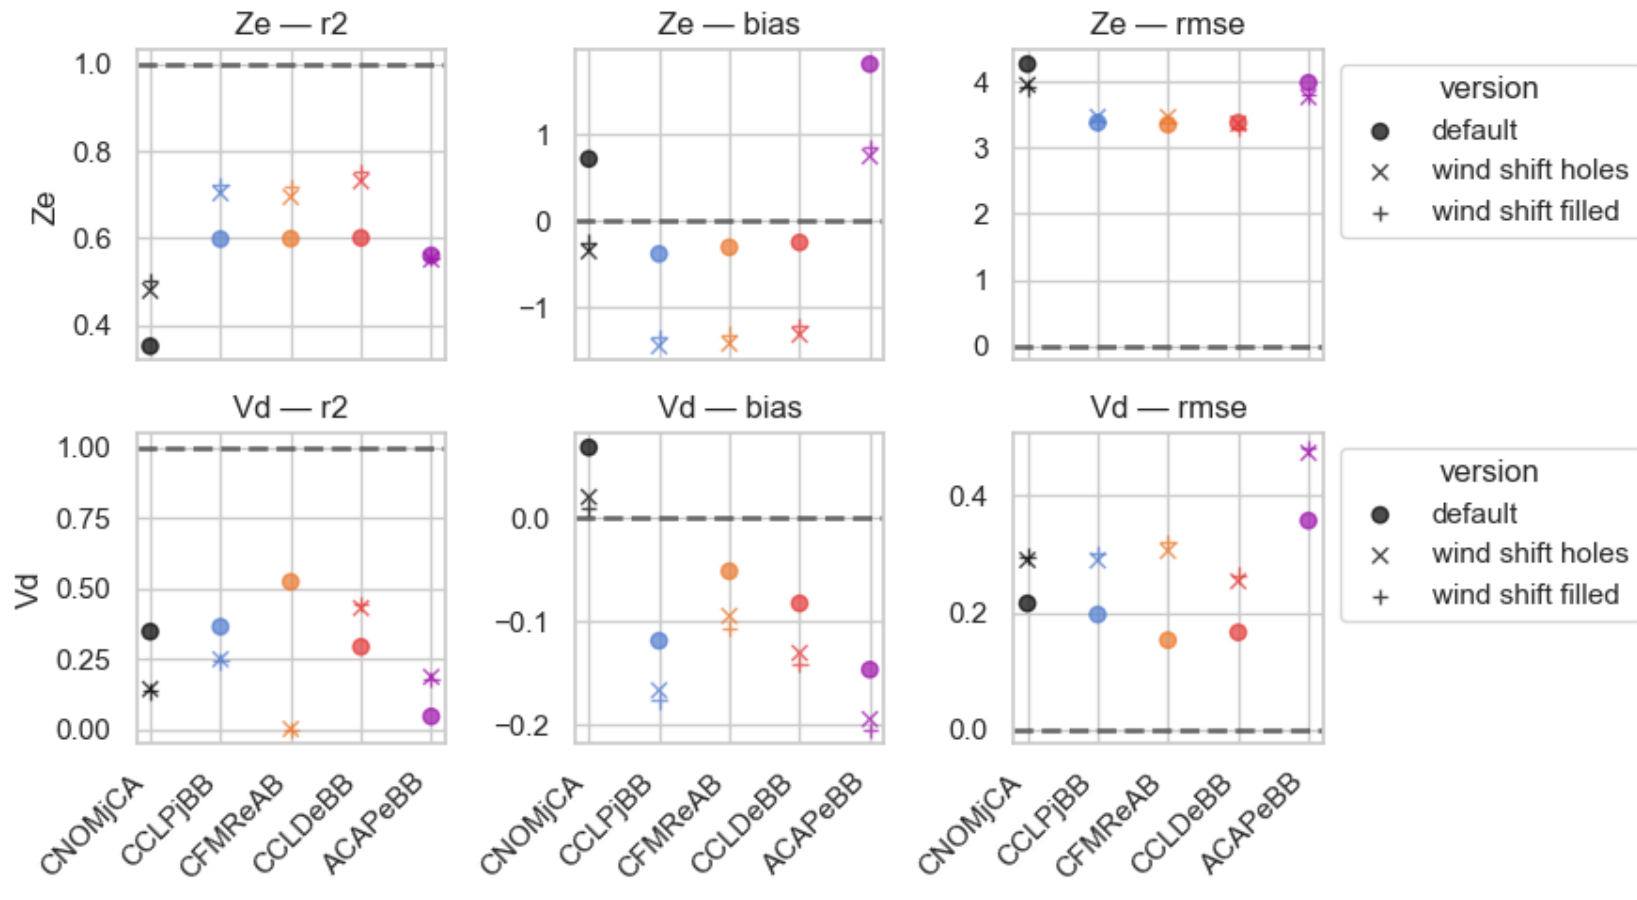 Ze — r2
Ze — bias
Ze — rmse
Ze
1.0
0.8
0.6
0.4
1
0
−1
4
3
2
1
0
version
default
wind shift holes
wind shift filled
Vd — r2
Vd — bias
Vd — rmse
Vd
1.00
0.75
0.50
0.25
0.00
0.0
−0.1
−0.2
0.4
0.2
0.0
version
default
wind shift holes
wind shift filled
CNOMjCA
CCLPjBB
CFMReAB
CCLDeBB
ACAPeBB
CNOMjCA
CCLPjBB
CFMReAB
CCLDeBB
ACAPeBB
CNOMjCA
CCLPjBB
CFMReAB
CCLDeBB
ACAPeBB